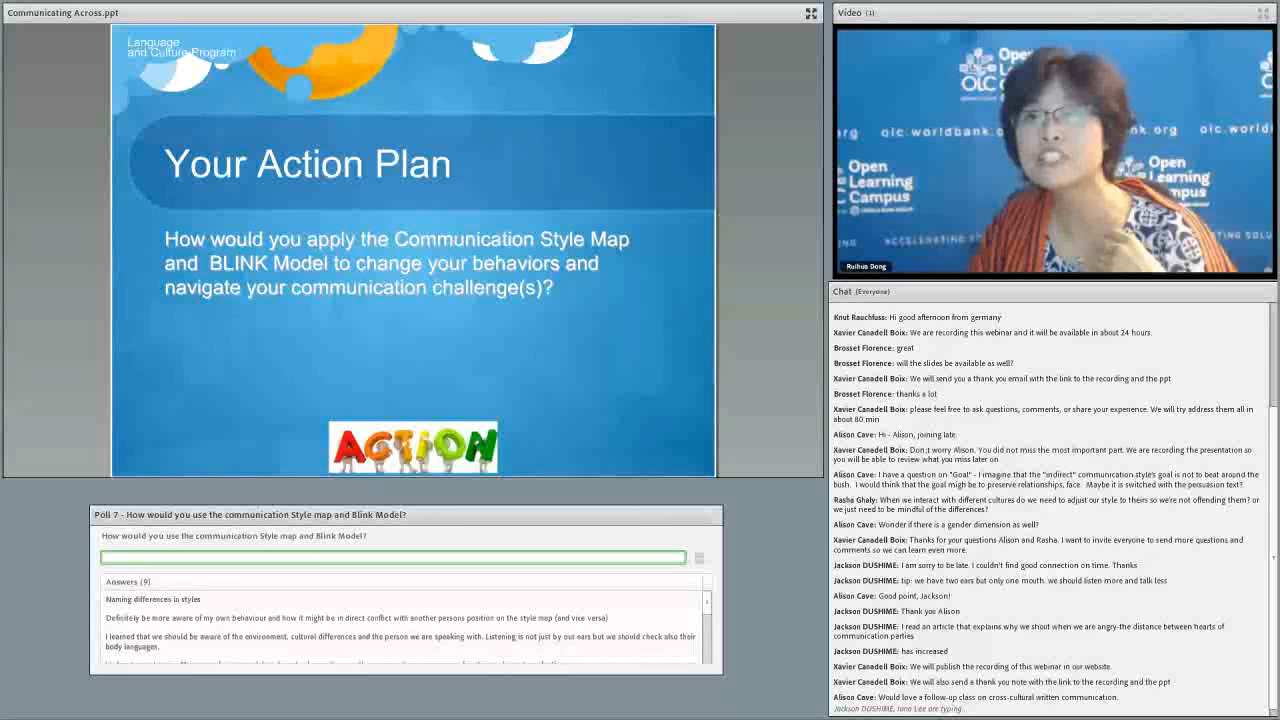 Communicating Across.ppt
Language
and Culture Program
Your Action Plan
How would you apply the Communication Style Map
and BLINK Model to change your behaviors and
navigate your communication challenge(s)?
ACTION
Poll 7 - How would you use the communication Style map and Blink Model?
How would you use the communication Style map and Blink Model?
Answers (9)
Naming differences in styles
Definitely be more aware of my own behaviour and how it might be in direct conflict with another persons position on the style map (and vice versa)
I learned that we should be aware of the environment, cultural differences and the person we are speaking with. Listening is not just by our ears but we should check also their
body languages.
Video (1)
Open
Learning
OLC
.org
olc.worldbank.org
olc.worldb
Open
Learning
Campus
Open
Learning
Campus
ACCELERATING
SOLU
Ruihua Dong
Chat (Everyone)
Knut Rauchfuss: Hi good afternoon from germany
Xavier Canadell Boix: We are recording this webinar and it will be available in about 24 hours.
Brosset Florence: great
Brosset Florence: will the slides be available as well?
Xavier Canadell Boix: We will send you a thank you email with the link to the recording and the ppt
Brosset Florence: thanks a lot
Xavier Canadell Boix: please feel free to ask questions, comments, or share your experience. We will try address them all in
about 80 min
Alison Cave: Hi - Alison, joining late.
Xavier Canadell Boix: Don;t worry Alison. You did not miss the most important part. We are recording the presentation so
you will be able to review what you miss later on
Alison Cave: I have a question on "Goal" - I imagine that the "indirect" communication style's goal is not to beat around the
bush. I would think that the goal might be to preserve relationships, face. Maybe it is switched with the persuasion text?
Rasha Ghaly: When we interact with different cultures do we need to adjust our style to theirs so we're not offending them? or
we just need to be mindful of the differences?
Alison Cave: Wonder if there is a gender dimension as well?
Xavier Canadell Boix: Thanks for your questions Alison and Rasha. I want to invite everyone to send more questions and
comments so we can learn even more.
Jackson DUSHIME: I am sorry to be late. I couldn't find good connection on time. Thanks
Jackson DUSHIME: tip: we have two ears but only one mouth. we should listen more and talk less
Alison Cave: Good point, Jackson!
Jackson DUSHIME: Thank you Alison
Jackson DUSHIME: I read an article that explains why we shout when we are angry-the distance between hearts of
communication parties
Jackson DUSHIME: has increased
Xavier Canadell Boix: We will publish the recording of this webinar in our website.
Xavier Canadell Boix: We will also send a thank you note with the link to the recording and the ppt
Alison Cave: Would love a follow-up class on cross-cultural written communication.
Jackson DUSHIME, Iana Lee are typing...